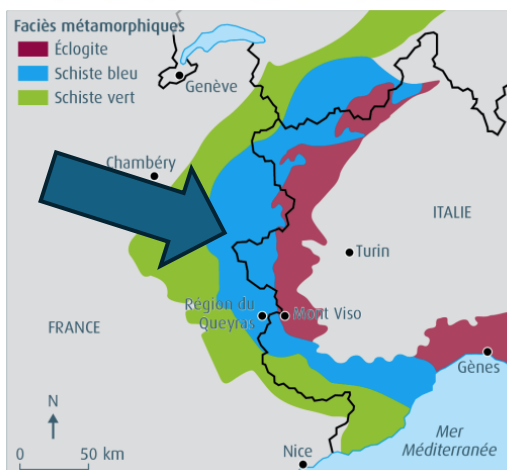 Faciès métamorphiques
Éclogite
Schiste bleu
Schiste vert
Genève
Chambéry
ITALIE
Turin
Région du
Queyras
Mont Viso
FRANCE
Gènes
N
0 50 km
Nice
Mer
Méditerranée